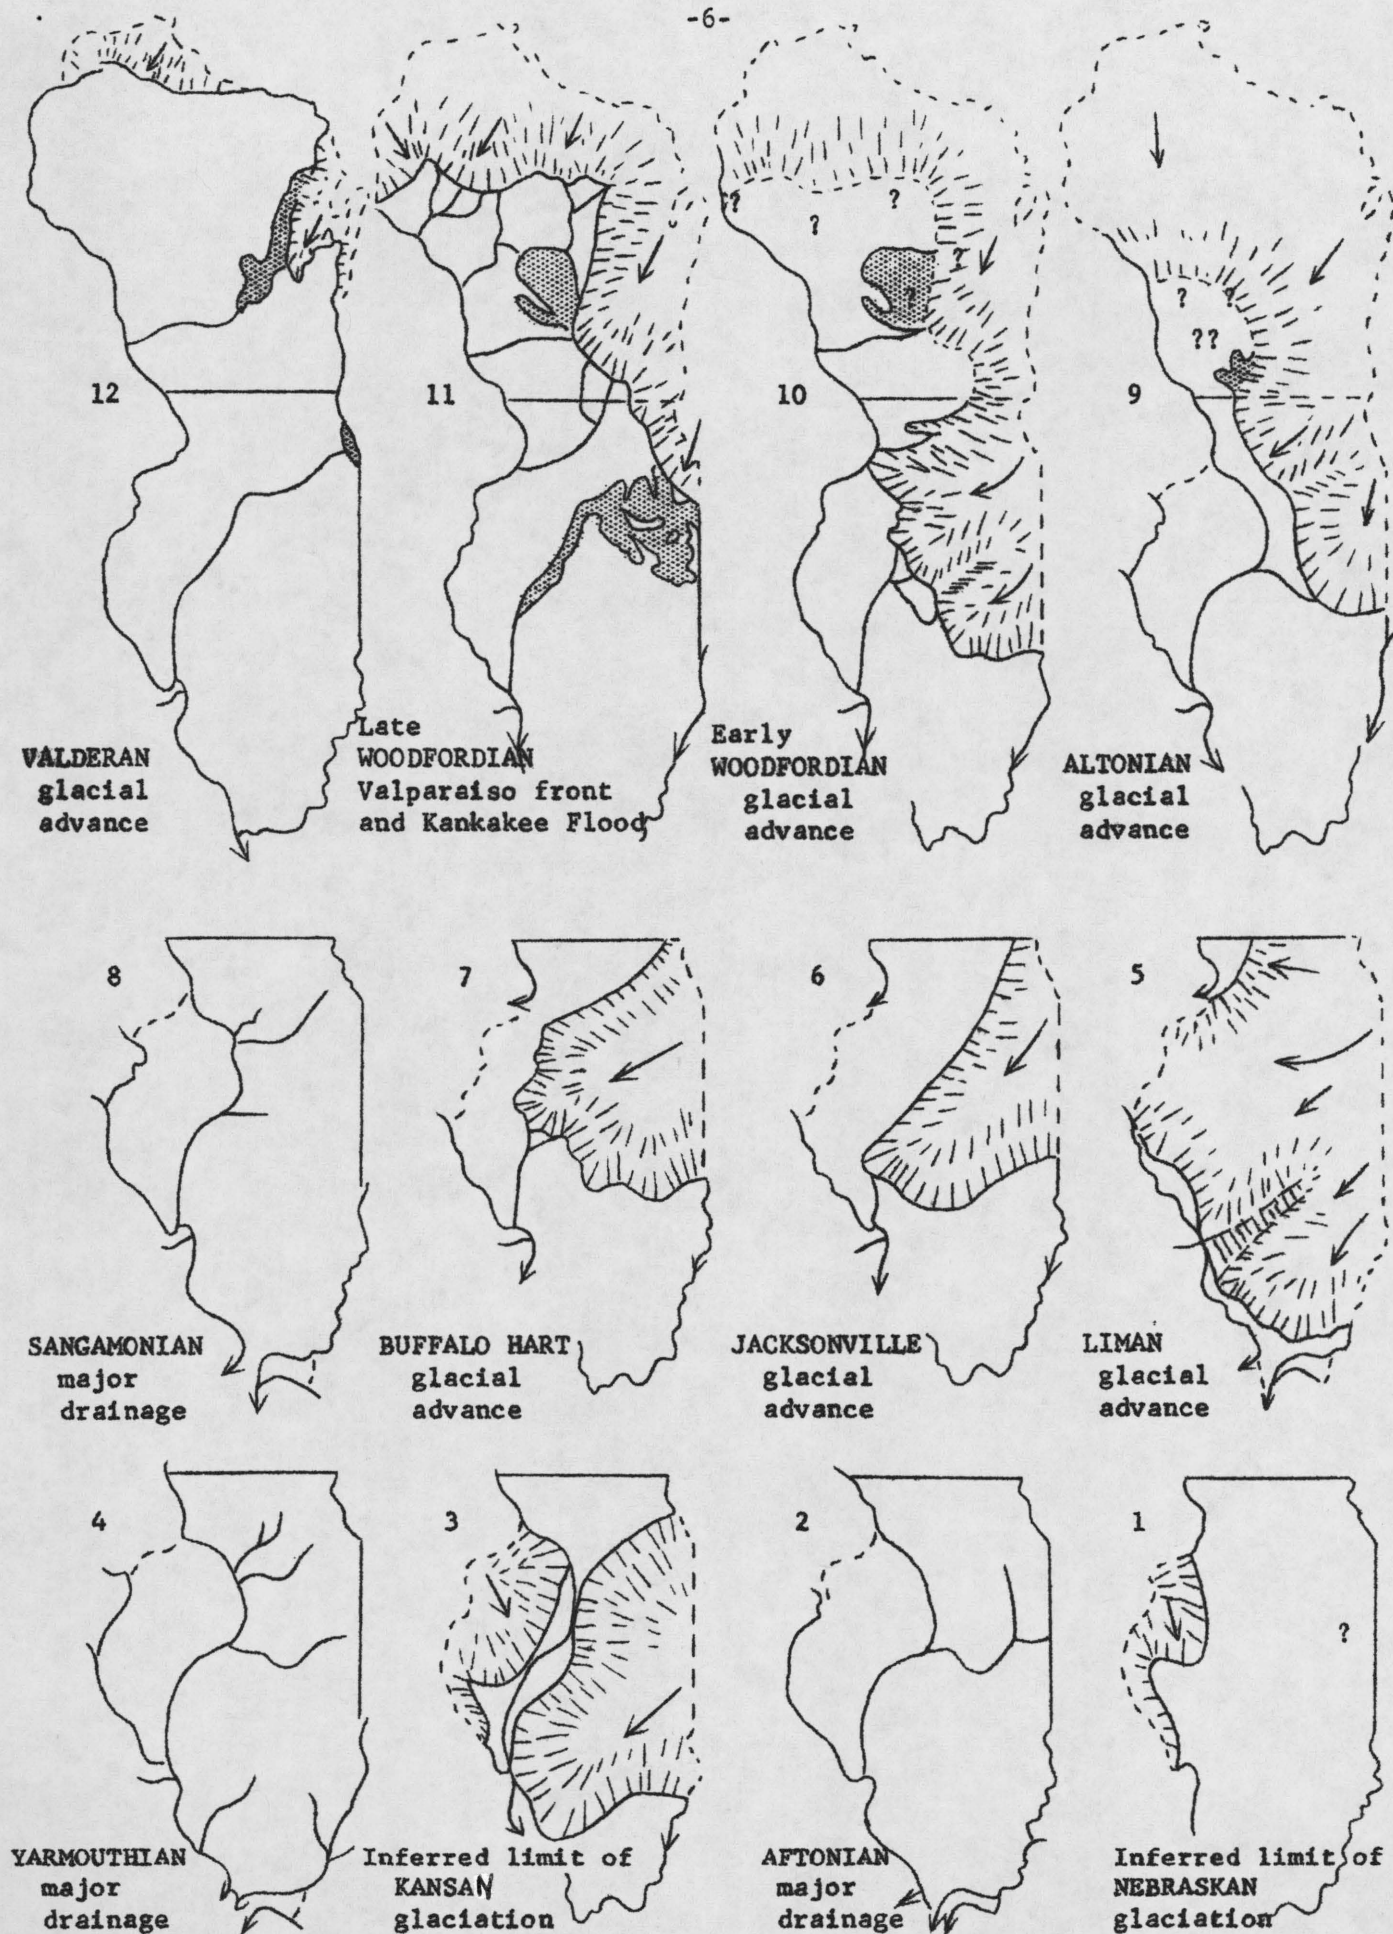 -6-
?? ? ? ? ?
? ? ??
12
11
10
9
VALDERAN
glacial
advance
Late
WOODFORDIAN
Valparaiso front
and Kankakee Flood
Early
WOODFORDIAN
glacial
advance
ALTONIAN
glacial
advance
8
7
6
5
SANGAMONIAN
major
drainage
BUFFALO HART
glacial
advance
JACKSONVILLE
glacial
advance
LIMAN
glacial
advance
4
3
2
1
?
YARMOUTHIAN
major
drainage
Inferred limit of
KANSAN
glaciation
AFTONIAN
major
drainage
Inferred limit of
NEBRASKAN
glaciation